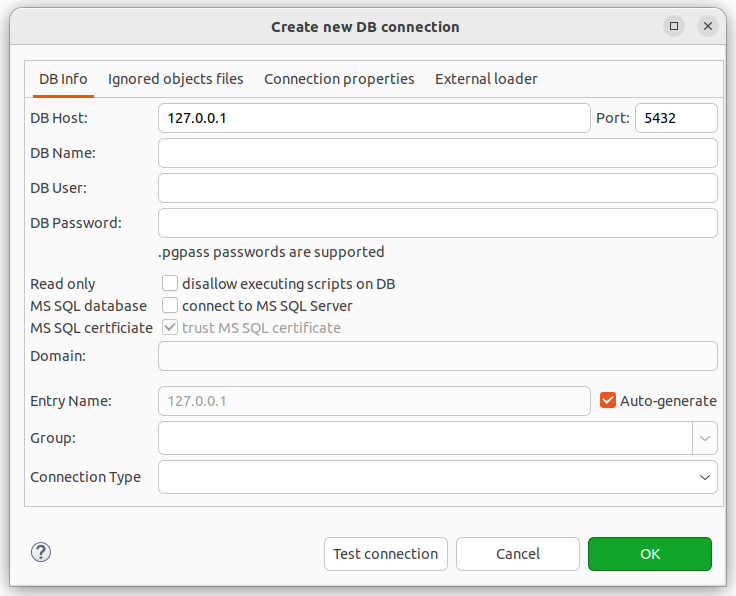 Create new DB connection
DB Info Ignored objects files Connection properties External loader
DB Host: 127.0.0.1 Port: 5432
DB Name:
DB User:
DB Password:
.pgpass passwords are supported
Read only disallow executing scripts on DB
MS SQL database connect to MS SQL Server
MS SQL certficiate trust MS SQL certificate
Domain:
Entry Name: 127.0.0.1 Auto-generate
Group:
Connection Type
? Test connection Cancel OK